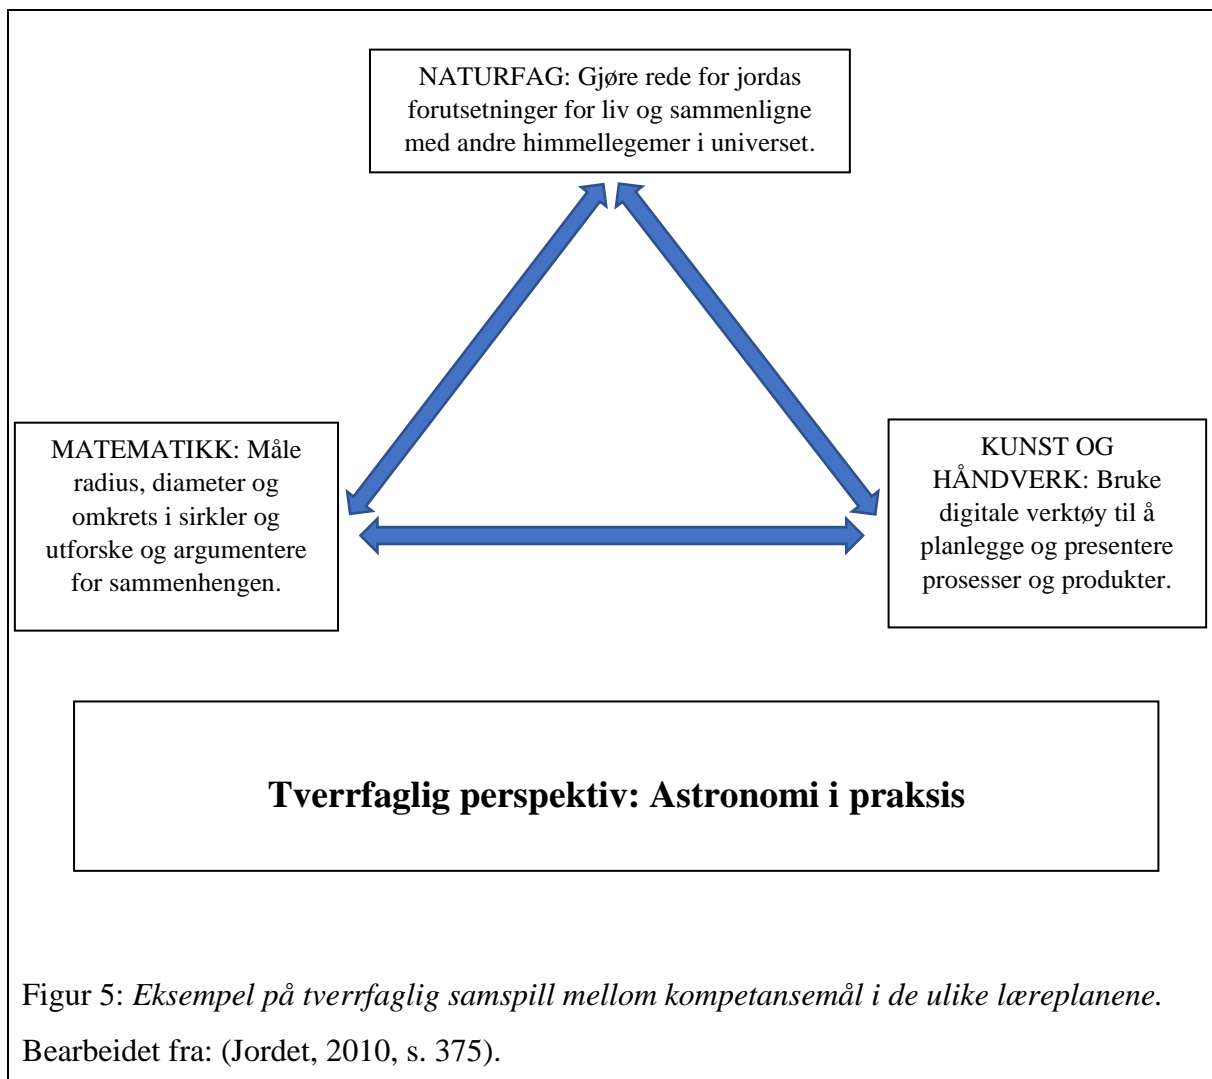 NATURFAG: Gjøre rede for jordas
forutsetninger for liv og sammenligne
med andre himmellegemer i universet.
MATEMATIKK: Måle
radius, diameter og
omkrets i sirkler og
utforske og argumentere
for sammenhengen.
KUNST OG
HÅNDVERK: Bruke
digitale verktøy til å
planlegge og presentere
prosesser og produkter.
Tverrfaglig perspektiv: Astronomi i praksis
Figur 5: Eksempel på tverrfaglig samspill mellom kompetansemål i de ulike læreplanene.
Bearbeidet fra: (Jordet, 2010, s. 375).